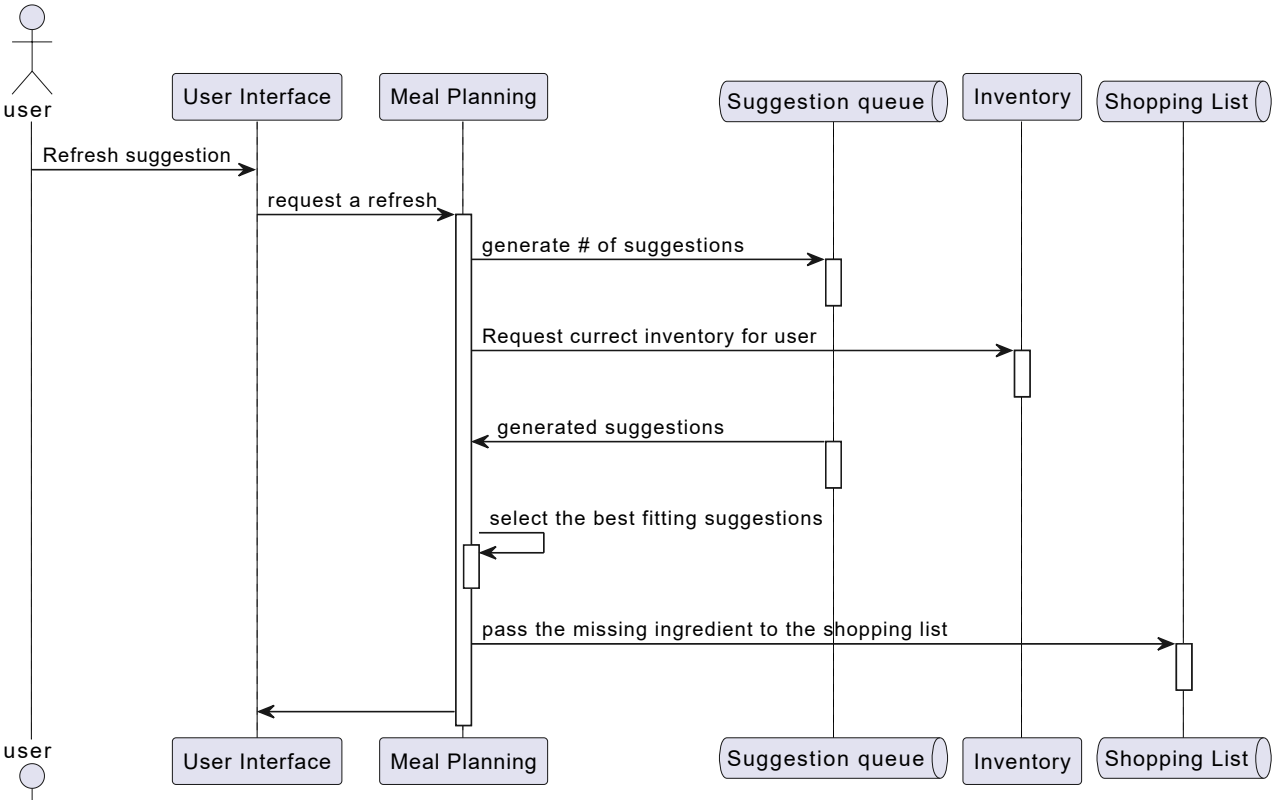 user
User Interface
Meal Planning
Suggestion queue
Inventory
Shopping List
Refresh suggestion
request a refresh
generate # of suggestions
Request currect inventory for user
generated suggestions
select the best fitting suggestions
pass the missing ingredient to the shopping list
user
User Interface
Meal Planning
Suggestion queue
Inventory
Shopping List